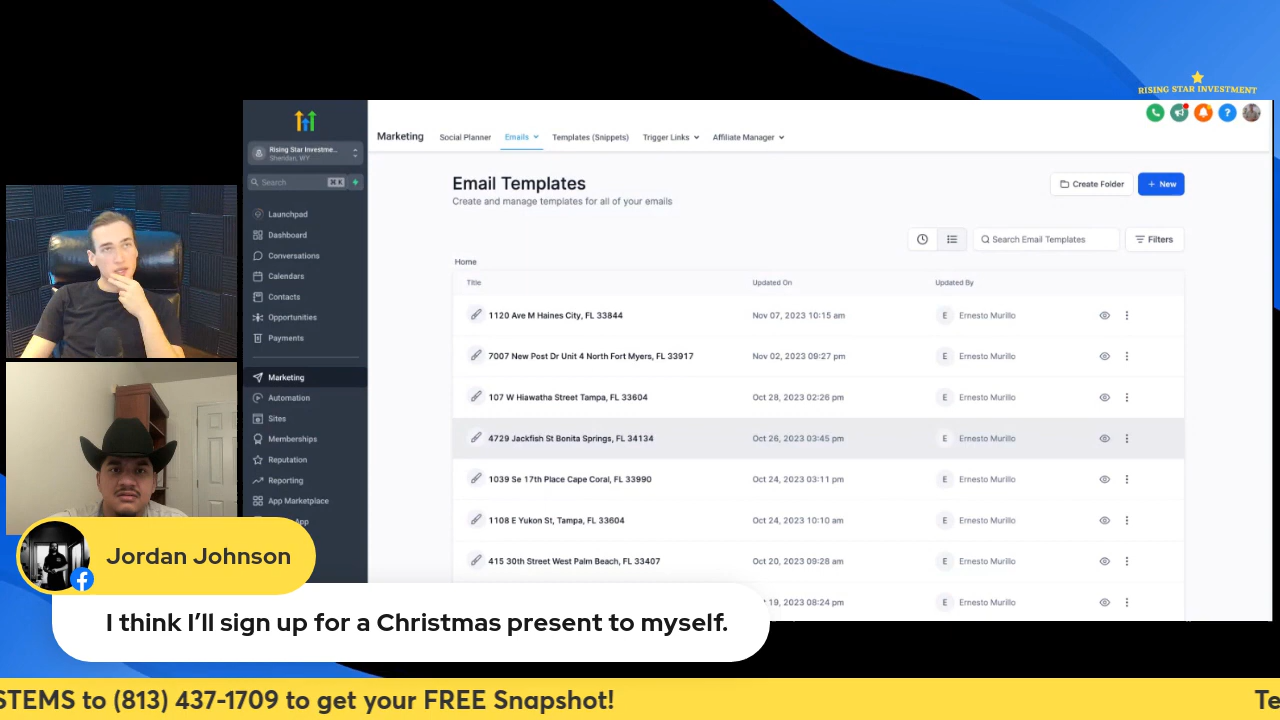 RISING STAR INVESTMENT
Marketing
Social Planner
Emails
Templates (Snippets)
Trigger Links
Affiliate Manager
Rising Star Investme...
Sheridan, WY
Search
⌘ K
Launchpad
Dashboard
Conversations
Calendars
Contacts
Opportunities
Payments
Marketing
Automation
Sites
Memberships
Reputation
Reporting
App Marketplace
App
Email Templates
Create and manage templates for all of your emails
Create Folder
+ New
Search Email Templates
Filters
Home
Title Updated On Updated By
1120 Ave M Haines City, FL 33844 Nov 07, 2023 10:15 am E Ernesto Murillo
7007 New Post Dr Unit 4 North Fort Myers, FL 33917 Nov 02, 2023 09:27 pm E Ernesto Murillo
107 W Hiawatha Street Tampa, FL 33604 Oct 28, 2023 02:26 pm E Ernesto Murillo
4729 Jackfish St Bonita Springs, FL 34134 Oct 26, 2023 03:45 pm E Ernesto Murillo
1039 Se 17th Place Cape Coral, FL 33990 Oct 24, 2023 03:11 pm E Ernesto Murillo
1108 E Yukon St, Tampa, FL 33604 Oct 24, 2023 10:10 am E Ernesto Murillo
415 30th Street West Palm Beach, FL 33407 Oct 20, 2023 09:28 am E Ernesto Murillo
19, 2023 08:24 pm E Ernesto Murillo
Jordan Johnson
I think I’ll sign up for a Christmas present to myself.
STEMS to (813) 437-1709 to get your FREE Snapshot! Te